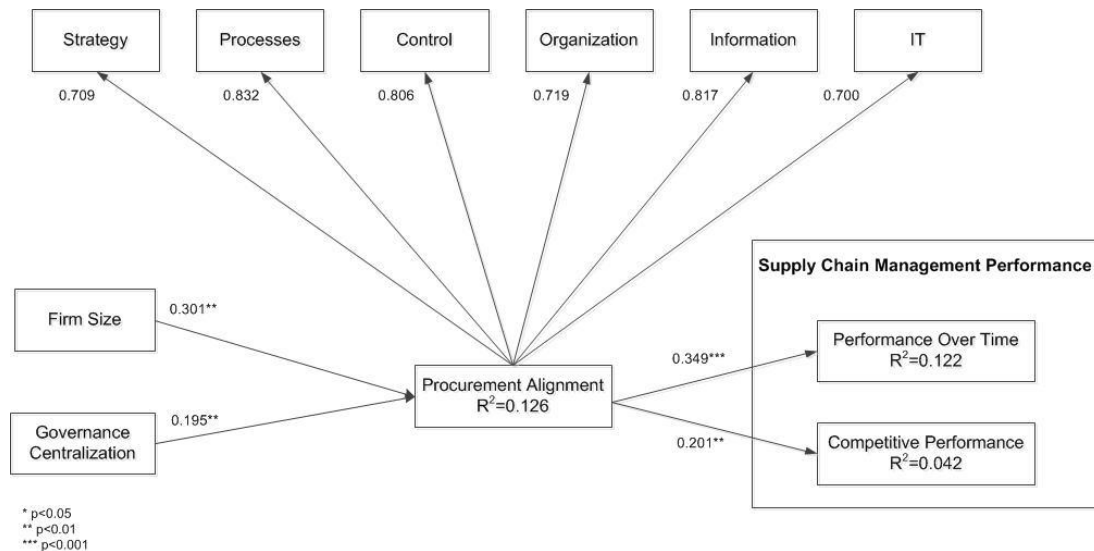 Strategy
Processes
Control
Organization
Information
IT
0.709
0.832
0.806
0.719
0.817
0.700
Supply Chain Management Performance
Firm Size
0.301**
Performance Over Time
R²=0.122
0.349***
Procurement Alignment
R²=0.126
Governance
Centralization
0.195**
0.201**
Competitive Performance
R²=0.042
* p<0.05
** p<0.01
*** p<0.001